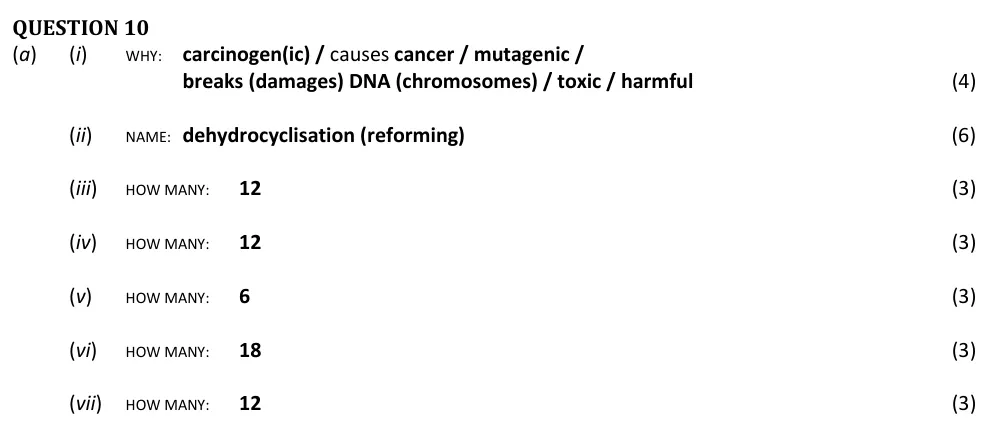 QUESTION 10
(a) (i) WHY: carcinogen(ic) / causes cancer / mutagenic /
breaks (damages) DNA (chromosomes) / toxic / harmful (4)
(ii) NAME: dehydrocyclisation (reforming) (6)
(iii) HOW MANY: 12 (3)
(iv) HOW MANY: 12 (3)
(v) HOW MANY: 6 (3)
(vi) HOW MANY: 18 (3)
(vii) HOW MANY: 12 (3)